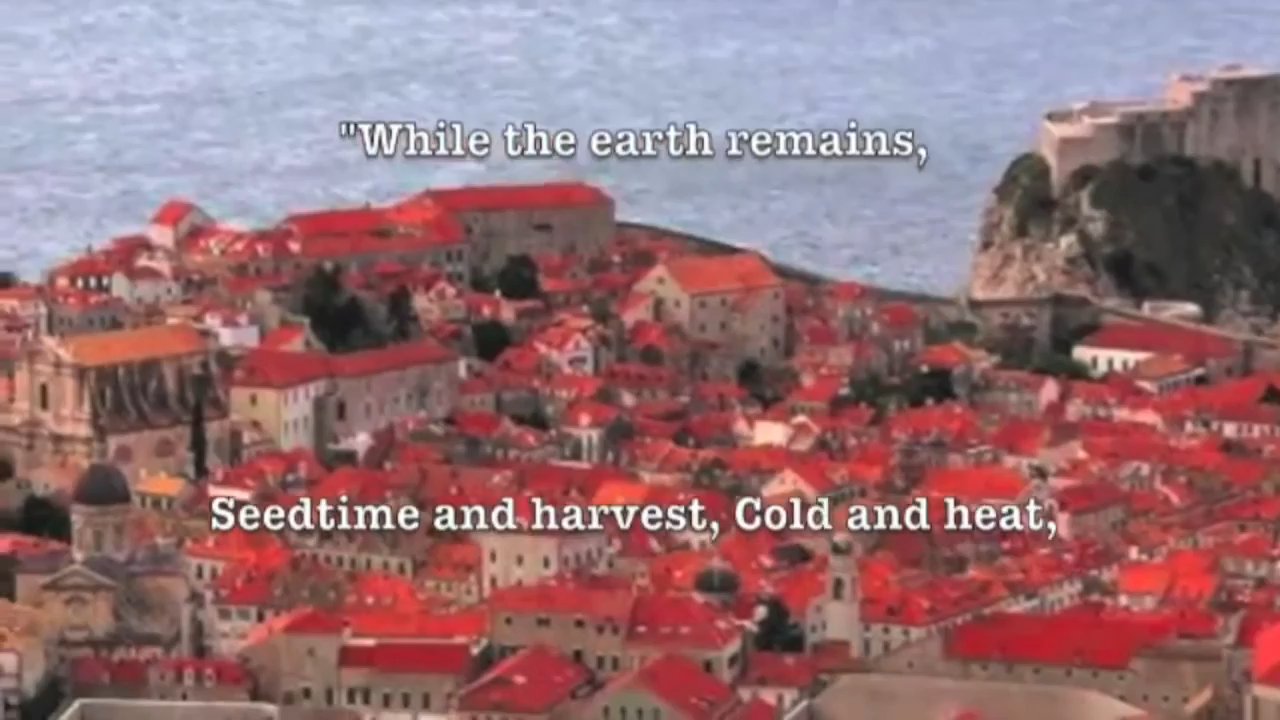 "While the earth remains,
Seedtime and harvest, Cold and heat,